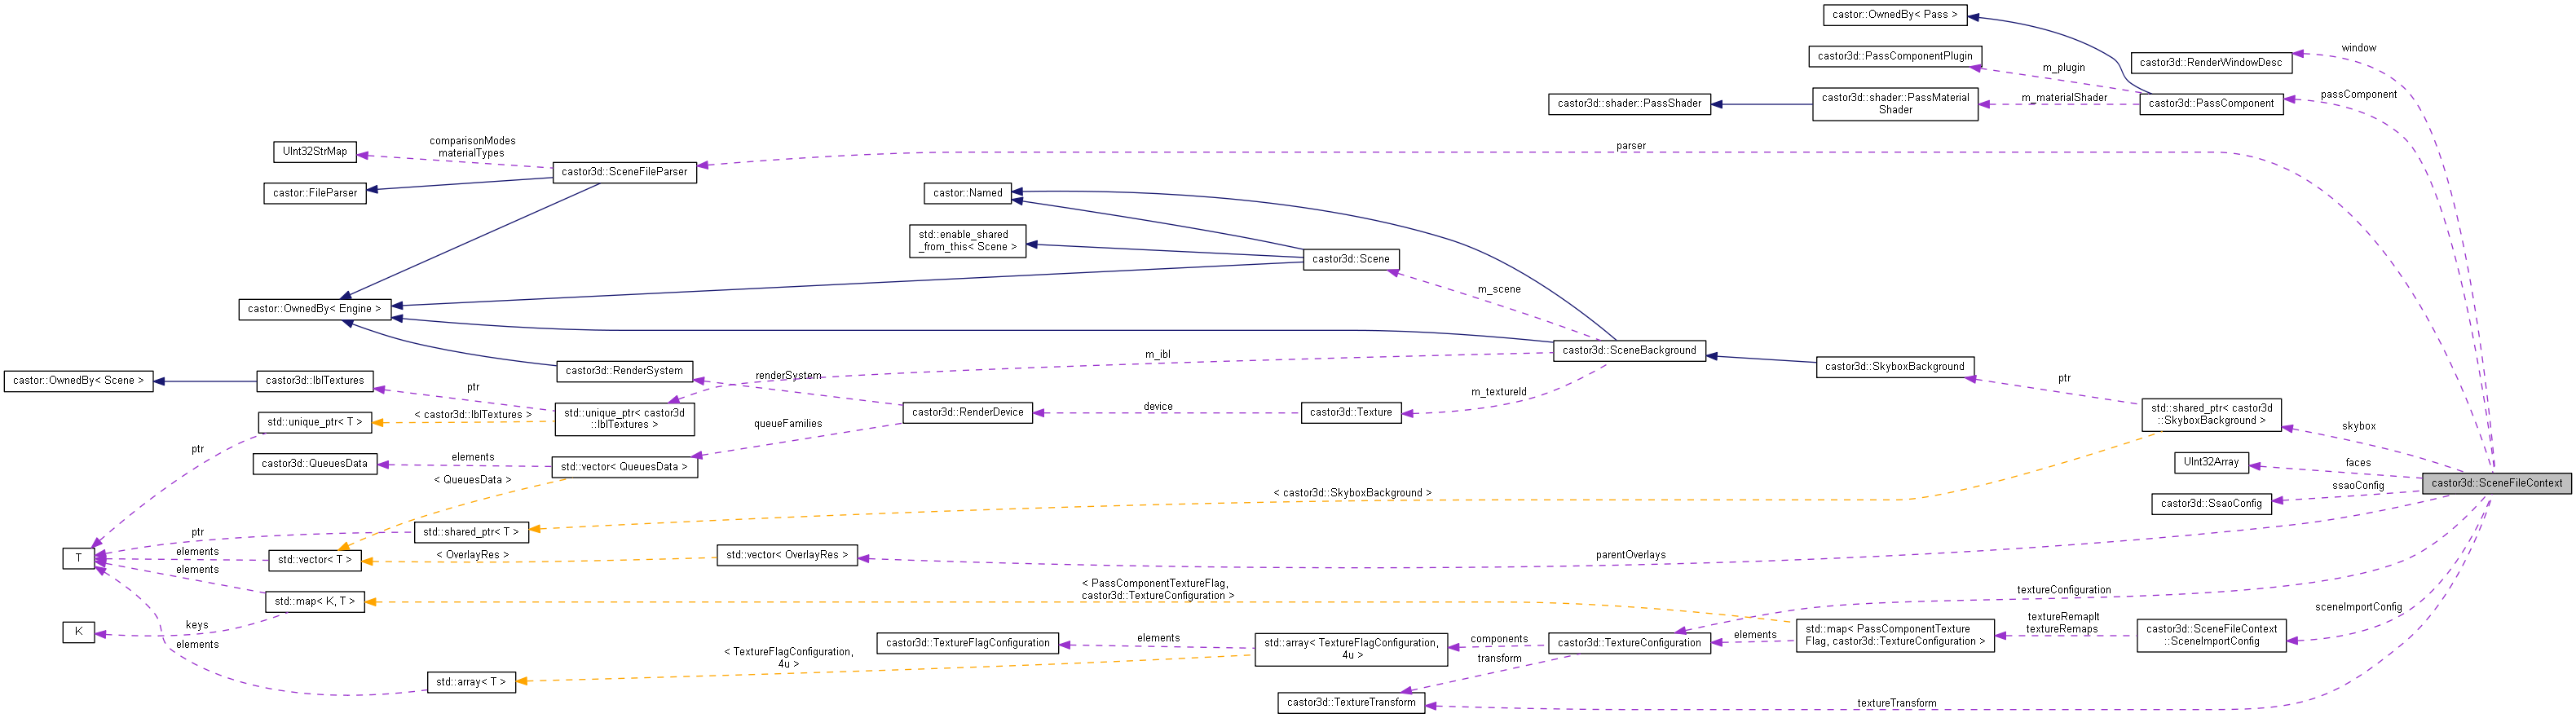 castor::OwnedBy< Pass >
window
castor3d::PassComponentPlugin
castor3d::RenderWindowDesc
m_plugin
passComponent
castor3d::shader::PassShader
castor3d::shader::PassMaterial
Shader
m_materialShader
castor3d::PassComponent
comparisonModes
materialTypes
UInt32StrMap
parser
castor3d::SceneFileParser
castor::FileParser
castor::Named
std::enable_shared
_from_this< Scene >
castor3d::Scene
m_scene
castor::OwnedBy< Engine >
m_ibl
castor3d::SceneBackground
castor3d::SkyboxBackground
castor::OwnedBy< Scene >
castor3d::IblTextures
castor3d::RenderSystem
renderSystem
ptr
ptr
m_textureId
< castor3d::IblTextures >
std::unique_ptr< castor3d
::IblTextures >
castor3d::RenderDevice
device
castor3d::Texture
std::shared_ptr< castor3d
::SkyboxBackground >
std::unique_ptr< T >
queueFamilies
skybox
ptr
castor3d::QueuesData
elements
std::vector< QueuesData >
UInt32Array
faces
< QueuesData >
ssaoConfig
castor3d::SceneFileContext
< castor3d::SkyboxBackground >
castor3d::SsaoConfig
ptr
std::shared_ptr< T >
T
elements
std::vector< T >
< OverlayRes >
std::vector< OverlayRes >
parentOverlays
elements
< PassComponentTextureFlag,
castor3d::TextureConfiguration >
textureConfiguration
std::map< K, T >
sceneImportConfig
K
keys
elements
castor3d::TextureFlagConfiguration
elements
std::array< TextureFlagConfiguration,
4u >
components
castor3d::TextureConfiguration
elements
std::map< PassComponentTexture
Flag, castor3d::TextureConfiguration >
textureRemapIt
textureRemaps
castor3d::SceneFileContext
::SceneImportConfig
< TextureFlagConfiguration,
4u >
transform
std::array< T >
castor3d::TextureTransform
textureTransform